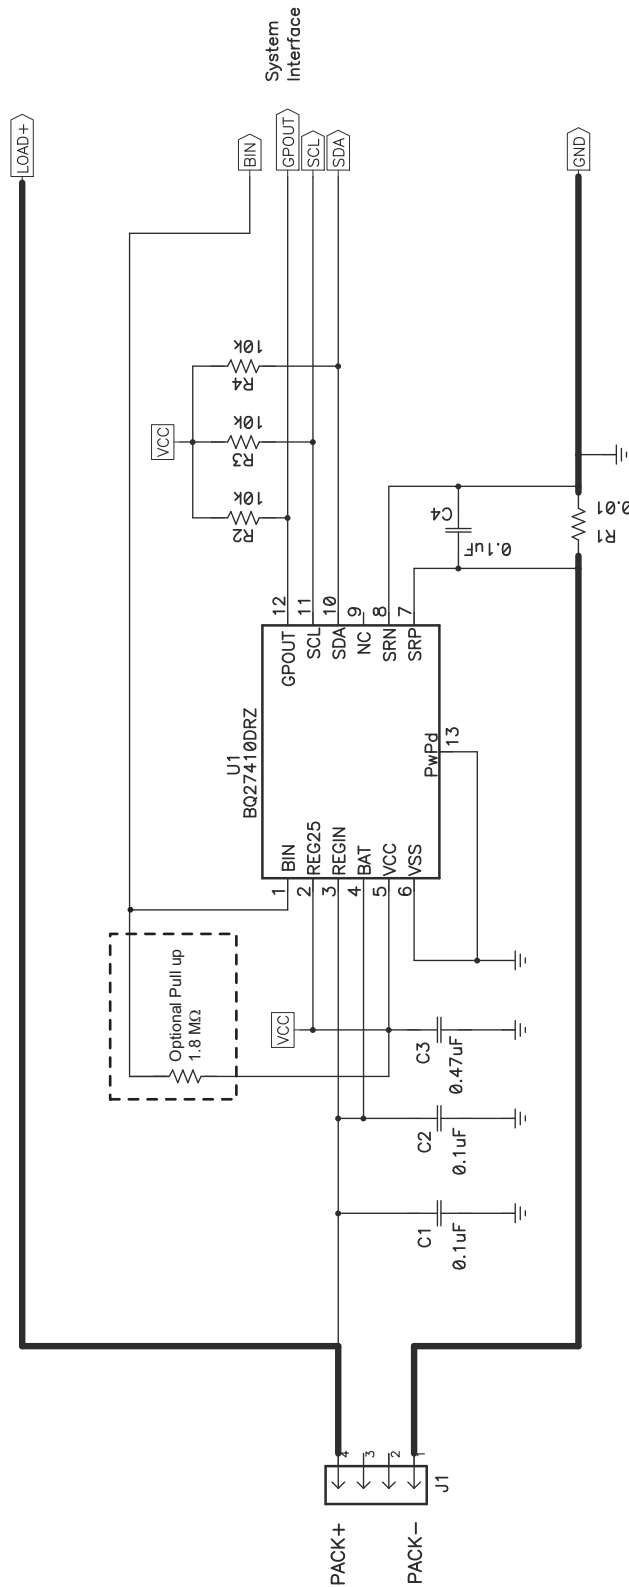 System
Interface
LOAD+
BIN
GPOUT
SCL
SDA
GND
VCC
R4
10k
R3
10k
R2
10k
C4
0.1uF
R1
0.01
U1
BQ27410DRZ
12
GPOUT
11
SCL
10
SDA
9
NC
8
SRN
7
SRP
PwPd
13
1
BIN
2
REG25
3
REGIN
4
BAT
5
VCC
6
VSS
Optional Pull up
1.8 MΩ
VCC
C3
0.47uF
C2
0.1uF
C1
0.1uF
4
3
2
1
J1
PACK+
PACK−